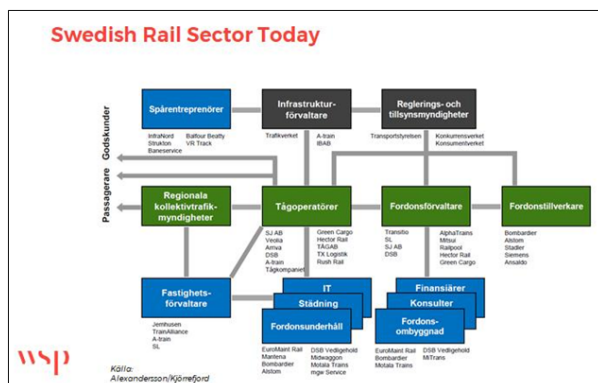 Swedish Rail Sector Today
Spårentreprenörer
Infrastruktur-
förvaltare
Reglerings- och
tillsynsmyndigheter
InfraNord
Strukton
Baneservice
Balfour Beatty
VR Track
Trafikverket
A-train
IBAB
Transportstyrelsen
Konkurrensverket
Konsumentverket
Godskunder
Passagerare
Regionala
kollektivtrafik-
myndigheter
Tågoperatörer
Fordonsförvaltare
Fordonstillverkare
SJ AB
Veolia
Arriva
DSB
A-train
Tågkompaniet
Green Cargo
Hector Rail
TÅGAB
TX Logistik
Rush Rail
Transitio
SL
SJ AB
DSB
AlphaTrans
Mitsui
Railpool
Hector Rail
Green Cargo
Bombardier
Alstom
Stadler
Siemens
Ansaldo
Fastighets-
förvaltare
IT
Städning
Fordonsunderhåll
Finansiärer
Konsulter
Fordons-
ombyggnad
Jernhusen
TrainAlliance
A-train
SL
EuroMaint Rail
Mantena
Bombardier
Alstom
DSB Vedligehold
Midwaggon
Motala Trains
mgw Service
EuroMaint Rail
Bombardier
Motala Trains
DSB Vedligehold
MiTrans
wsp
Källa:
Alexandersson/Kjörrefjord